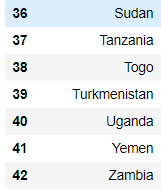 36 Sudan
37 Tanzania
38 Togo
39 Turkmenistan
40 Uganda
41 Yemen
42 Zambia